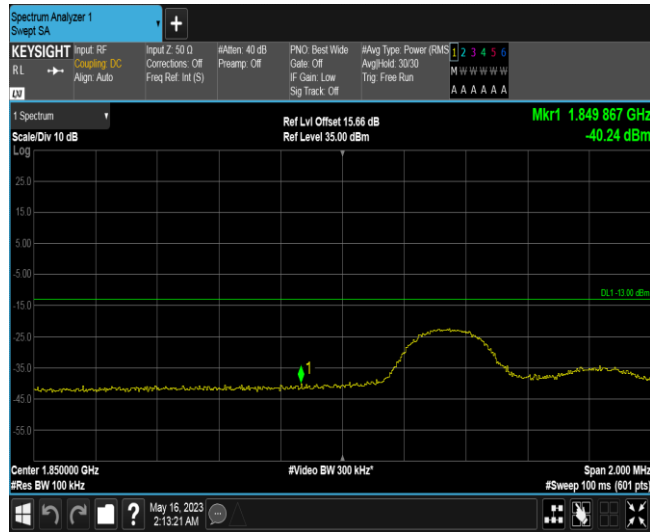 Spectrum Analyzer 1
Swept SA
+
KEYSIGHT
RL
LXI
Input: RF
Coupling: DC
Align: Auto
Input Z: 50 Ω
Corrections: Off
Freq Ref: Int (S)
#Atten: 40 dB
Preamp: Off
PNO: Best Wide
Gate: Off
IF Gain: Low
Sig Track: Off
#Avg Type: Power (RMS
Avg|Hold: 30/30
Trig: Free Run
1 2 3 4 5 6
M W W W W W
A A A A A A
1 Spectrum
Scale/Div 10 dB
Log
Ref Lvl Offset 15.66 dB
Ref Level 35.00 dBm
Mkr1 1.849 867 GHz
-40.24 dBm
25.0
15.0
5.00
-5.00
DL1 -13.00 dBm
-15.0
-25.0
-35.0
1
-45.0
-55.0
Center 1.850000 GHz
#Res BW 100 kHz
#Video BW 300 kHz*
Span 2.000 MHz
#Sweep 100 ms (601 pts)
?
May 16, 2023
2:13:21 AM